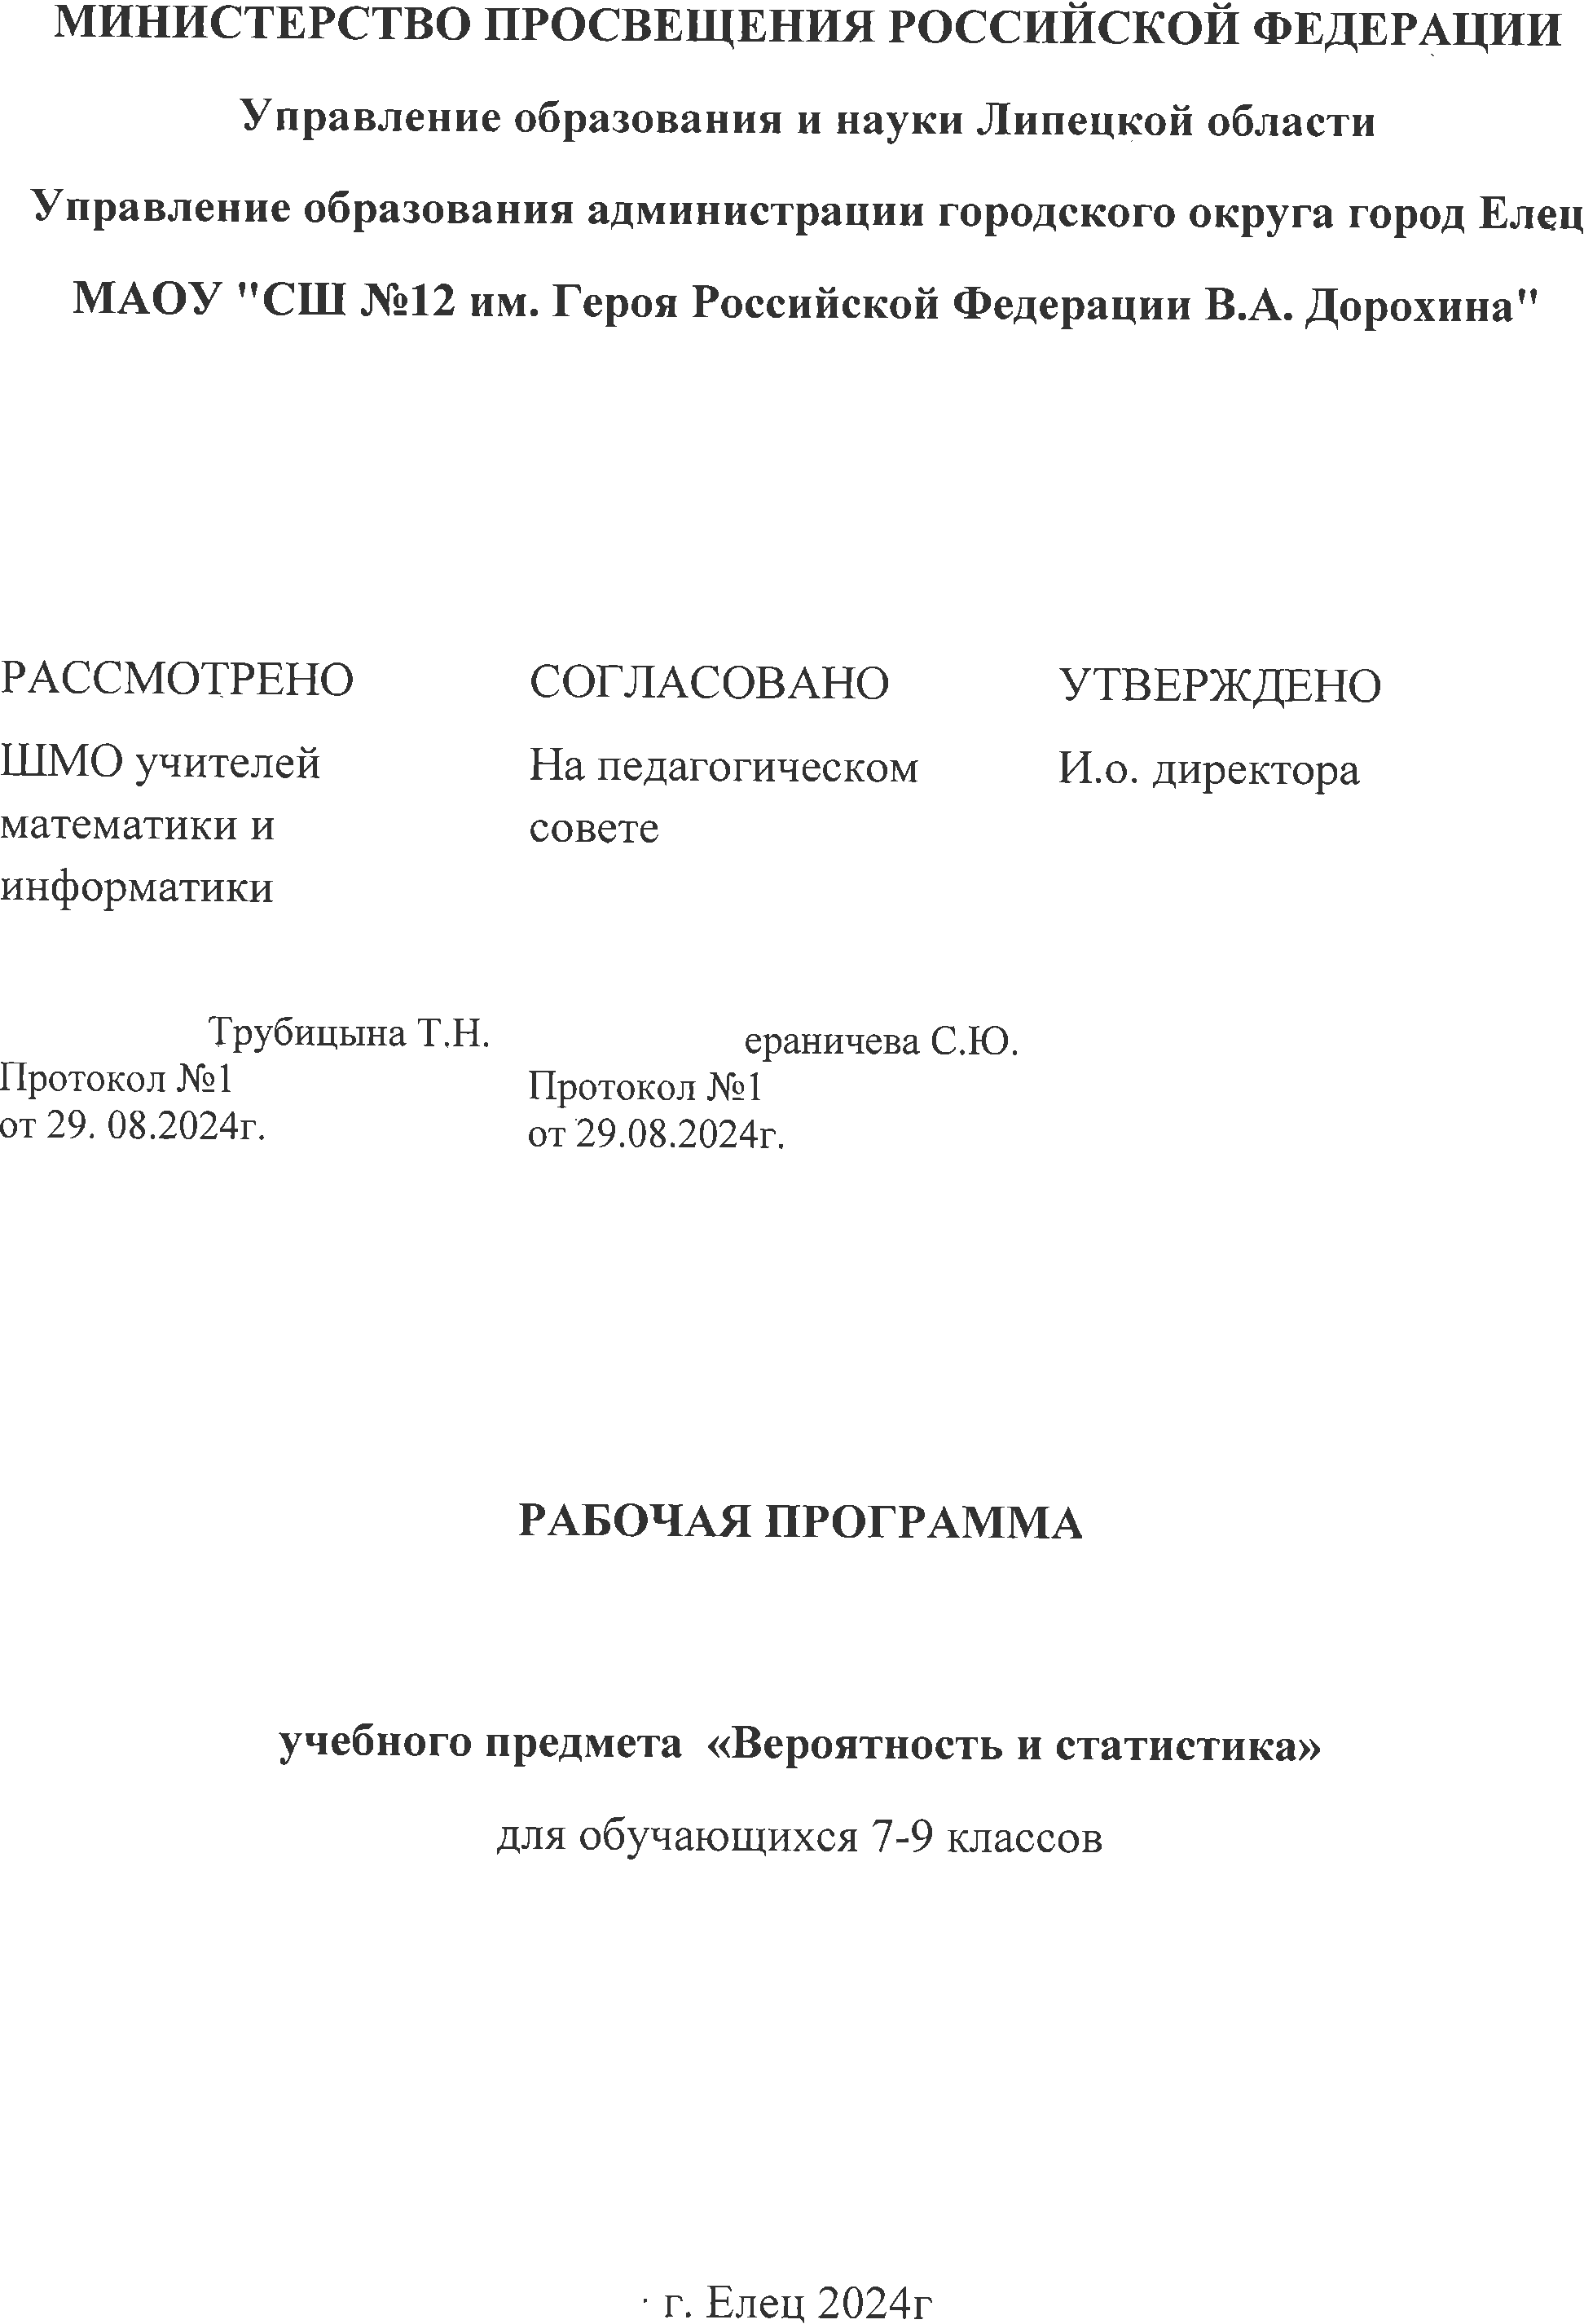 МИНИСТЕРСТВО ПРОСВЕЩЕНИЯ РОССИЙСКОЙ ФЕДЕРАЦИИ
Управление образования и науки Липецкой области
Управление образования администрации городского округа город Елец
МАОУ "СШ №12 им. Героя Российской Федерации В.А. Дорохина"
РАССМОТРЕНО
ШМО учителей
математики и
информатики
Трубицына Т.Н.
Протокол №1
от 29. 08.2024г.
СОГЛАСОВАНО
На педагогическом
совете
ераничева С.Ю.
Протокол №1
от 29.08.2024г.
УТВЕРЖДЕНО
И.о. директора
РАБОЧАЯ ПРОГРАММА
учебного предмета «Вероятность и статистика»
для обучающихся 7-9 классов
г. Елец 2024г